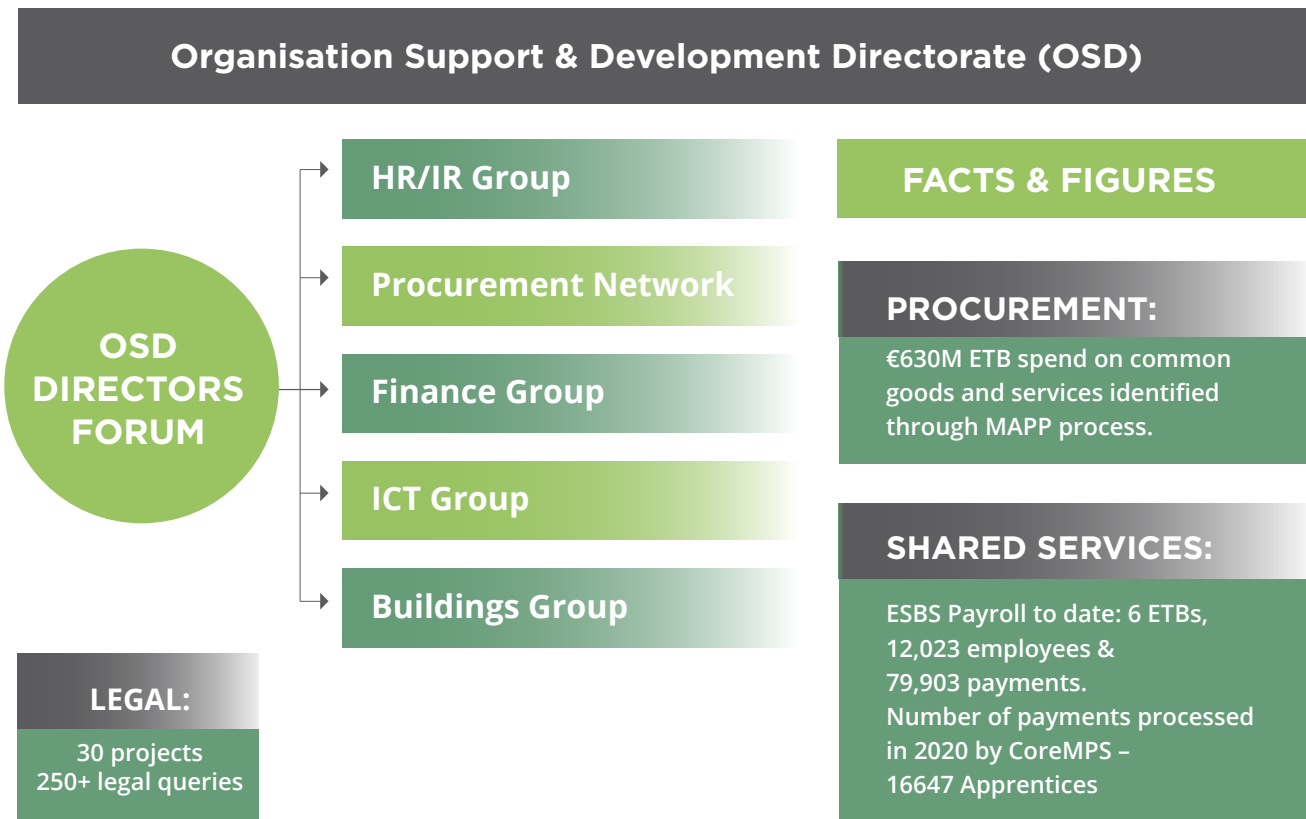 Organisation Support & Development Directorate (OSD)
OSD
DIRECTORS
FORUM
HR/IR Group
Procurement Network
Finance Group
ICT Group
Buildings Group
LEGAL:
30 projects
250+ legal queries
FACTS & FIGURES
PROCUREMENT:
€630M ETB spend on common
goods and services identified
through MAPP process.
SHARED SERVICES:
ESBS Payroll to date: 6 ETBs,
12,023 employees &
79,903 payments.
Number of payments processed
in 2020 by CoreMPS –
16647 Apprentices